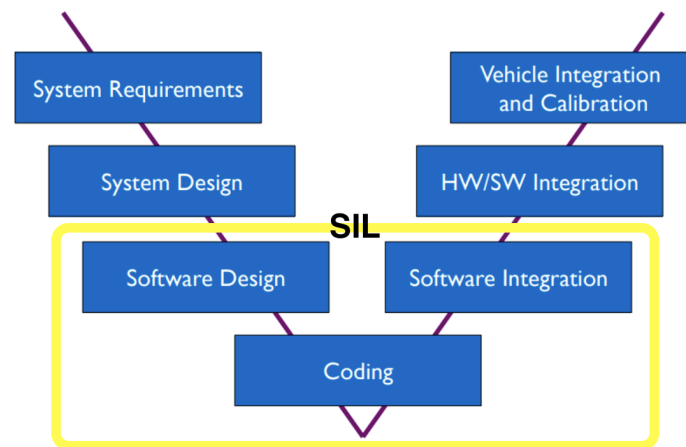 System Requirements
Vehicle Integration
and Calibration
System Design
HW/SW Integration
SIL
Software Design
Software Integration
Coding